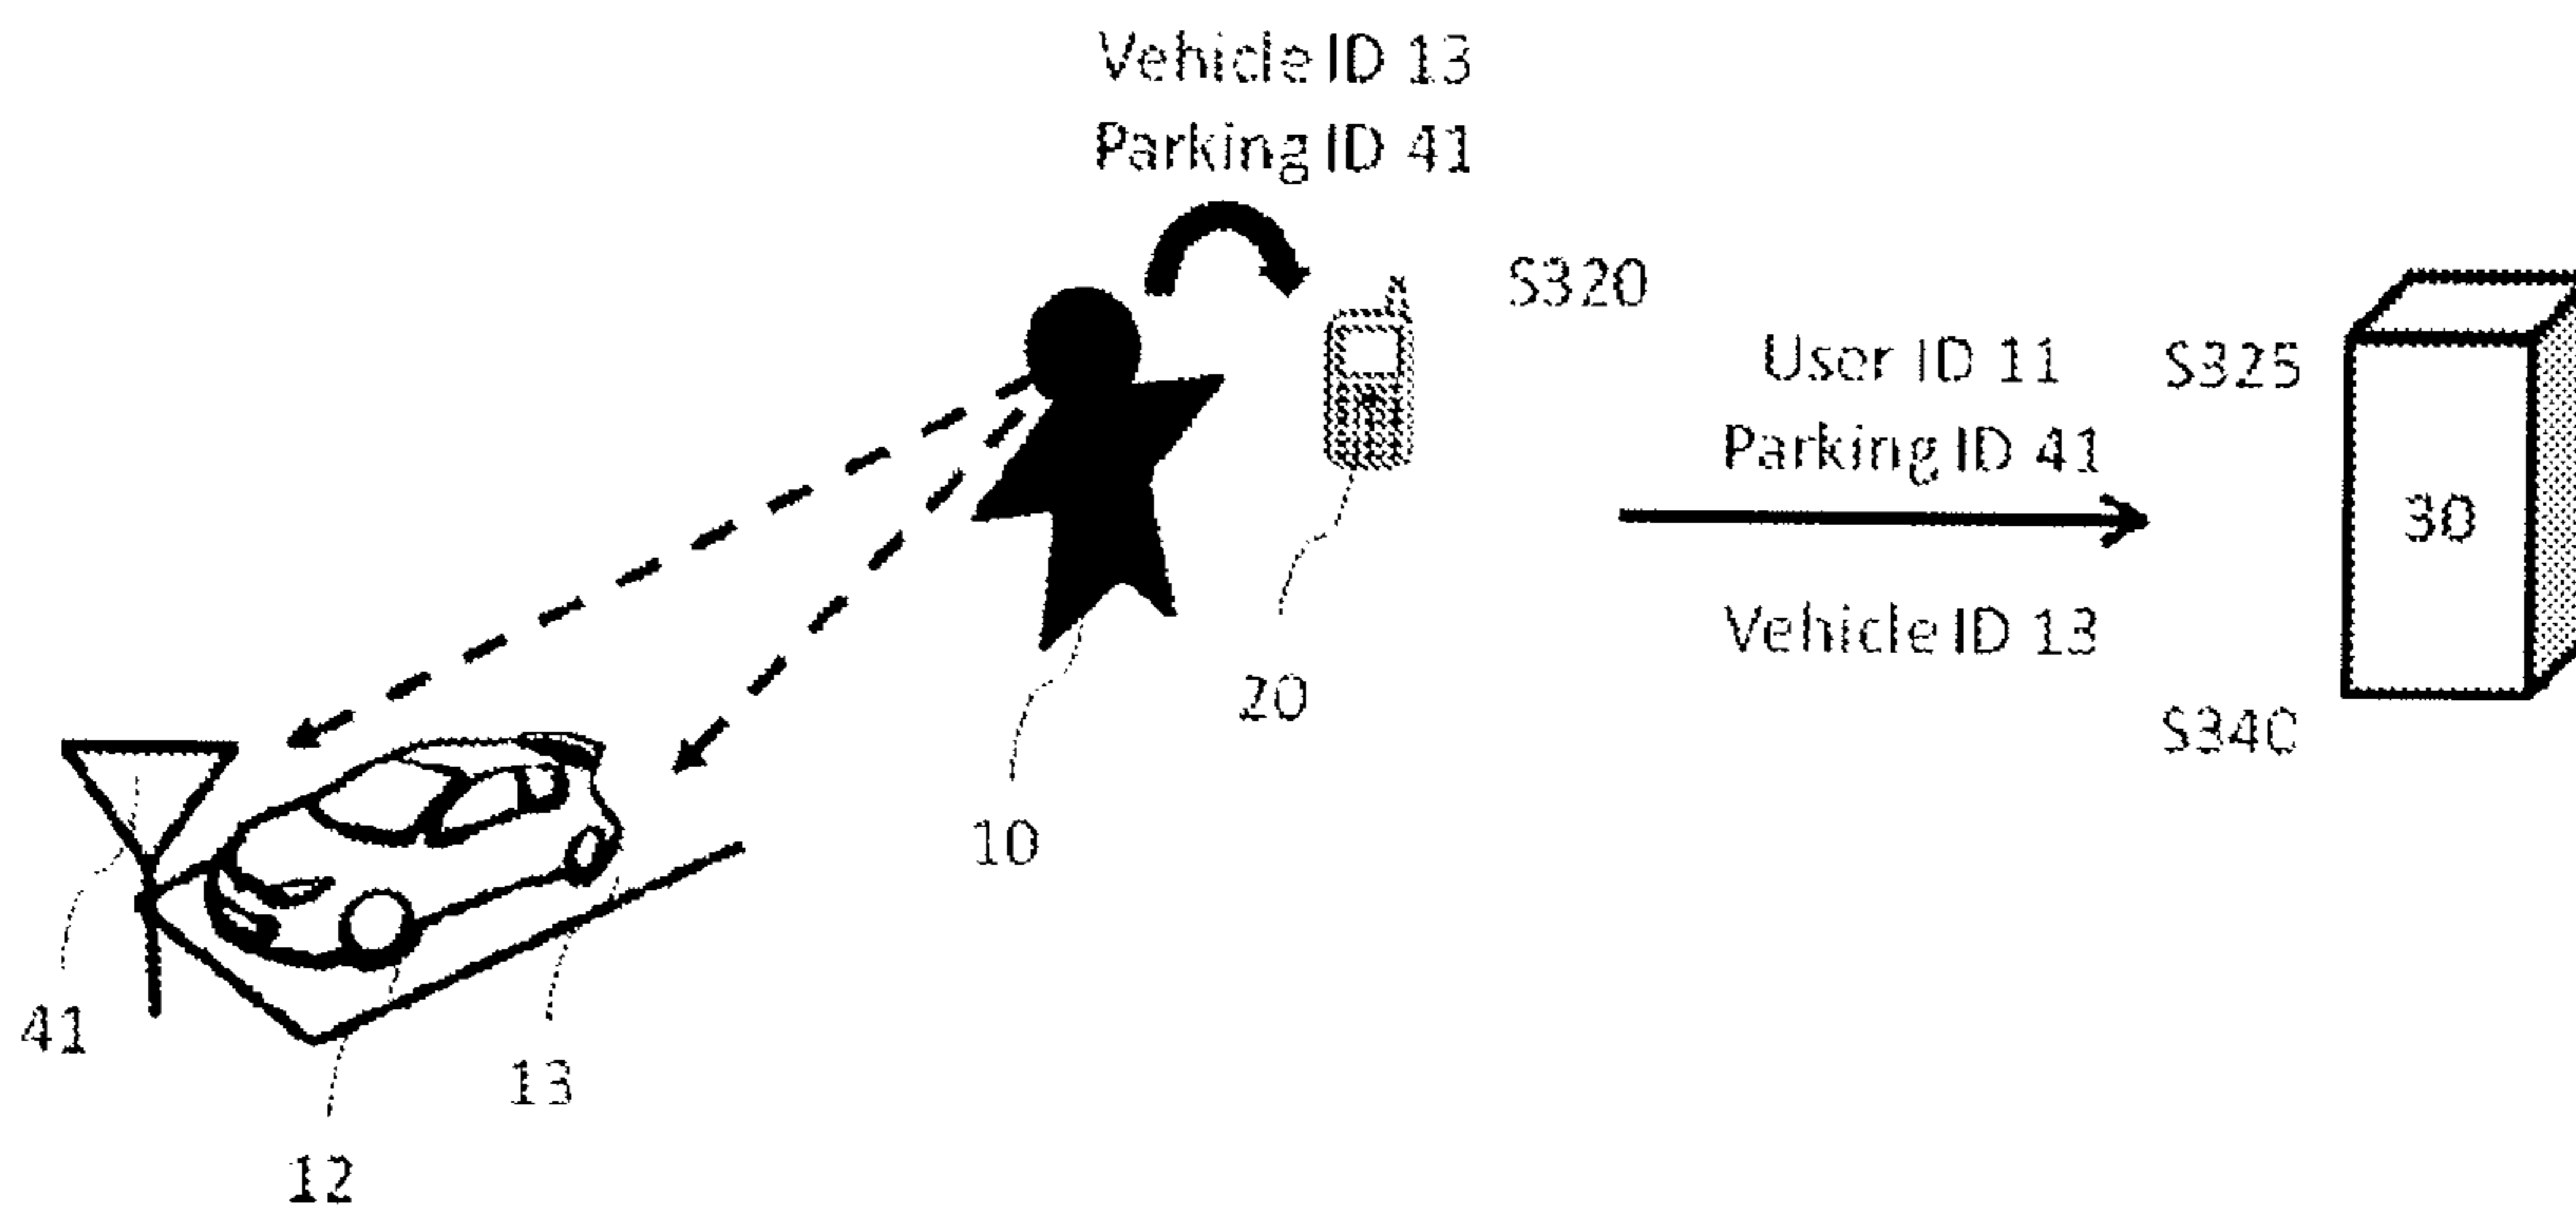 Vehicle ID 13
Parking ID 41
S320
User ID 11
S325
Parking ID 41
30
Vehicle ID 13
20
S340
10
41
13
12